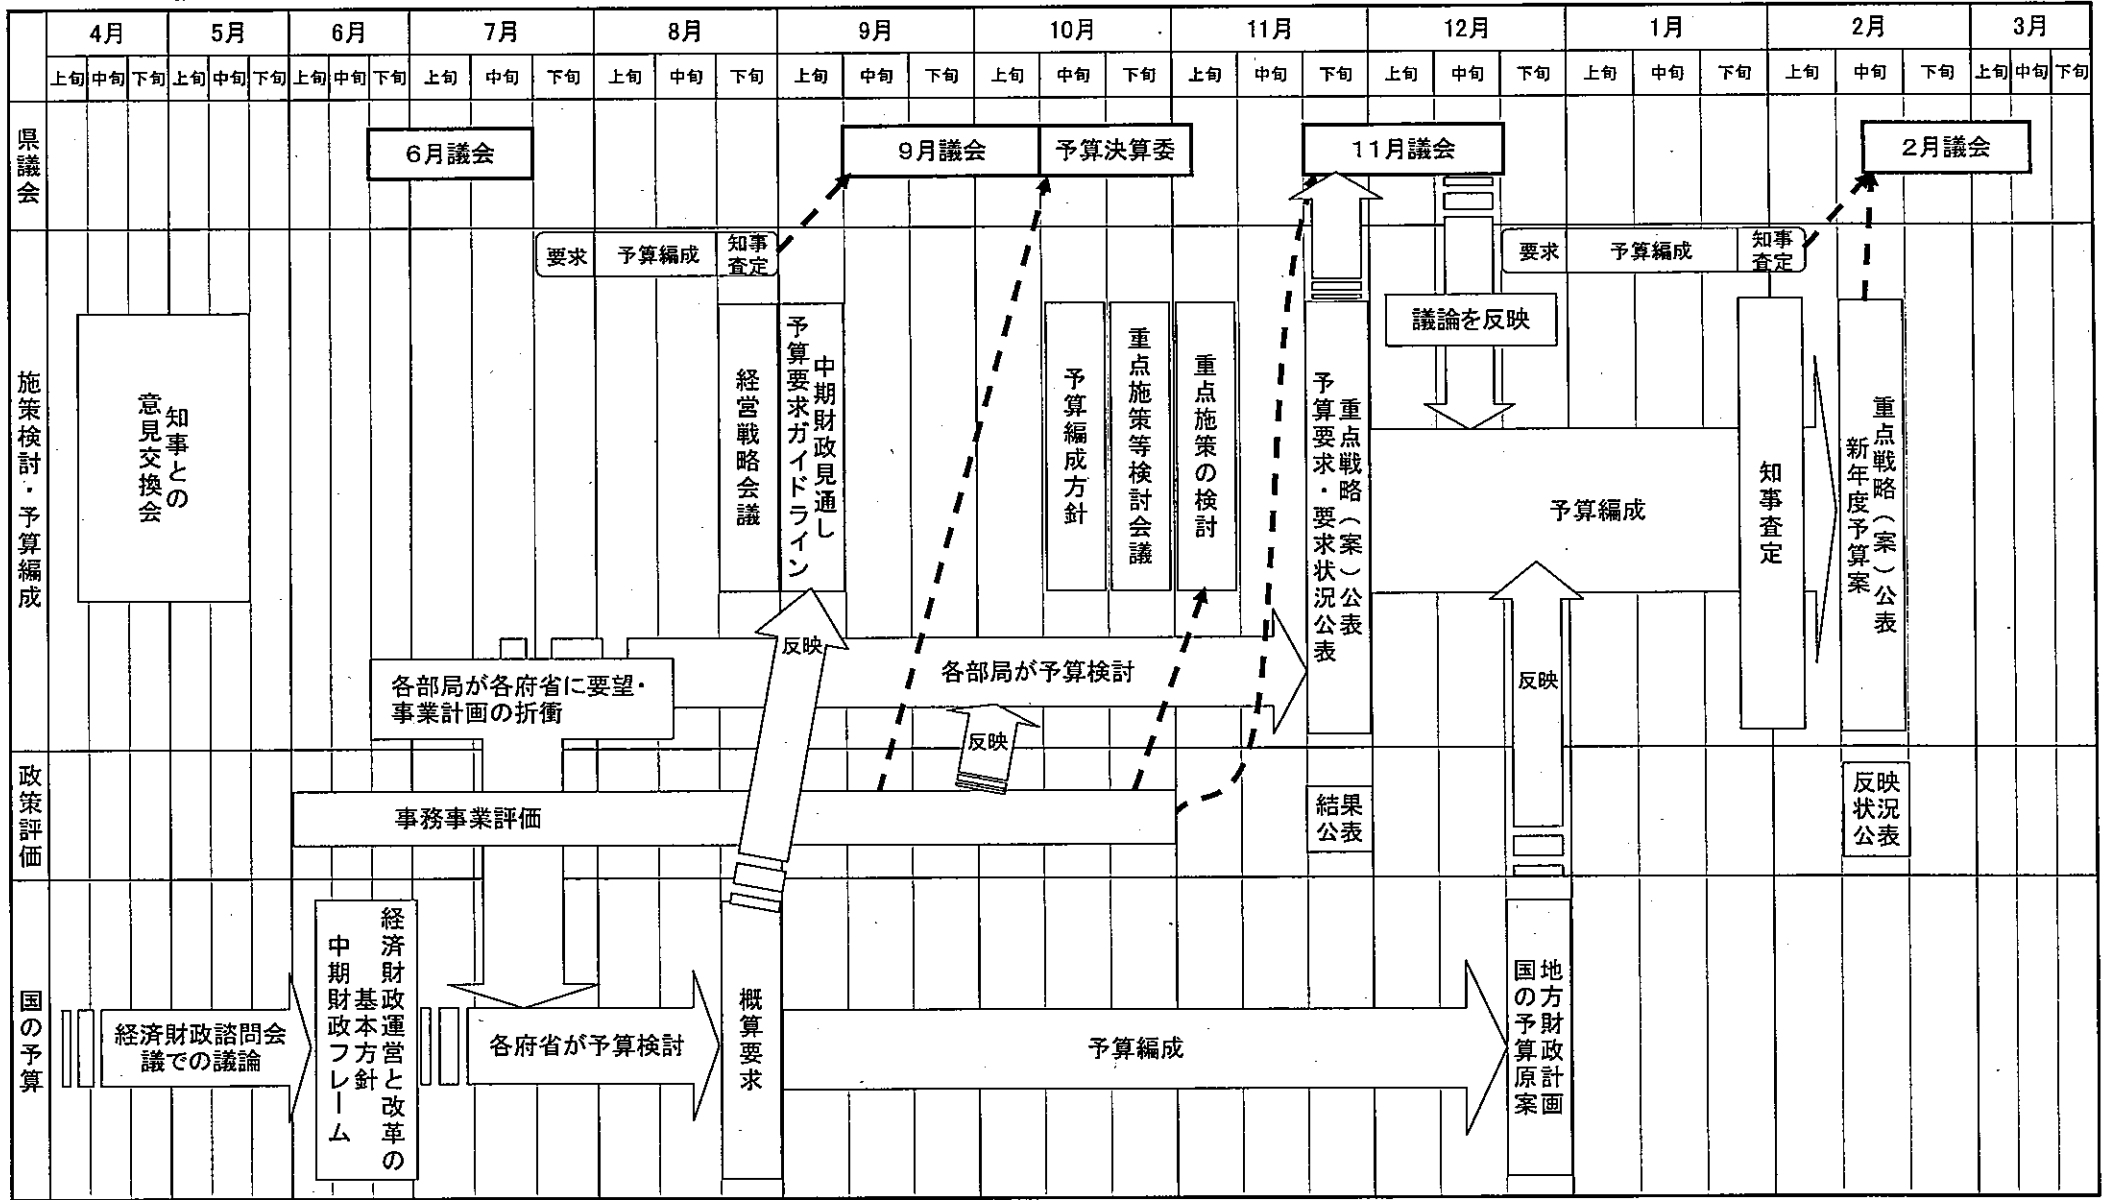 4月 5月 6月 7月 8月 9月 10月 11月 12月 1月 2月 3月
上旬 中旬 下旬 上旬 中旬 下旬 上旬 中旬 下旬 上旬 中旬 下旬 上旬 中旬 下旬 上旬 中旬 下旬 上旬 中旬 下旬 上旬 中旬 下旬 上旬 中旬 下旬 上旬 中旬 下旬 上旬 中旬 下旬 上旬 中旬 下旬
県議会
6月議会
9月議会
予算決算委
11月議会
2月議会
施策検討・予算編成
要求
予算編成
知事
査定
要求
予算編成
知事
査定
知事との
意見交換会
経営戦略会議
中期財政見通し
予算要求ガイドライン
予算編成方針
重点施策等検討会議
重点施策の検討
重点戦略(案)公表
予算要求・要求状況公表
議論を反映
予算編成
知事査定
重点戦略(案)公表
新年度予算案
各部局が各府省に要望・
事業計画の折衝
反映
各部局が予算検討
反映
反映
政策評価
事務事業評価
結果
公表
反映
状況
公表
国の予算
経済財政諮問会
議での議論
経済財政運営と改革の
基本方針
中期財政フレーム
各府省が予算検討
概算要求
予算編成
地方財政計画
国の予算原案